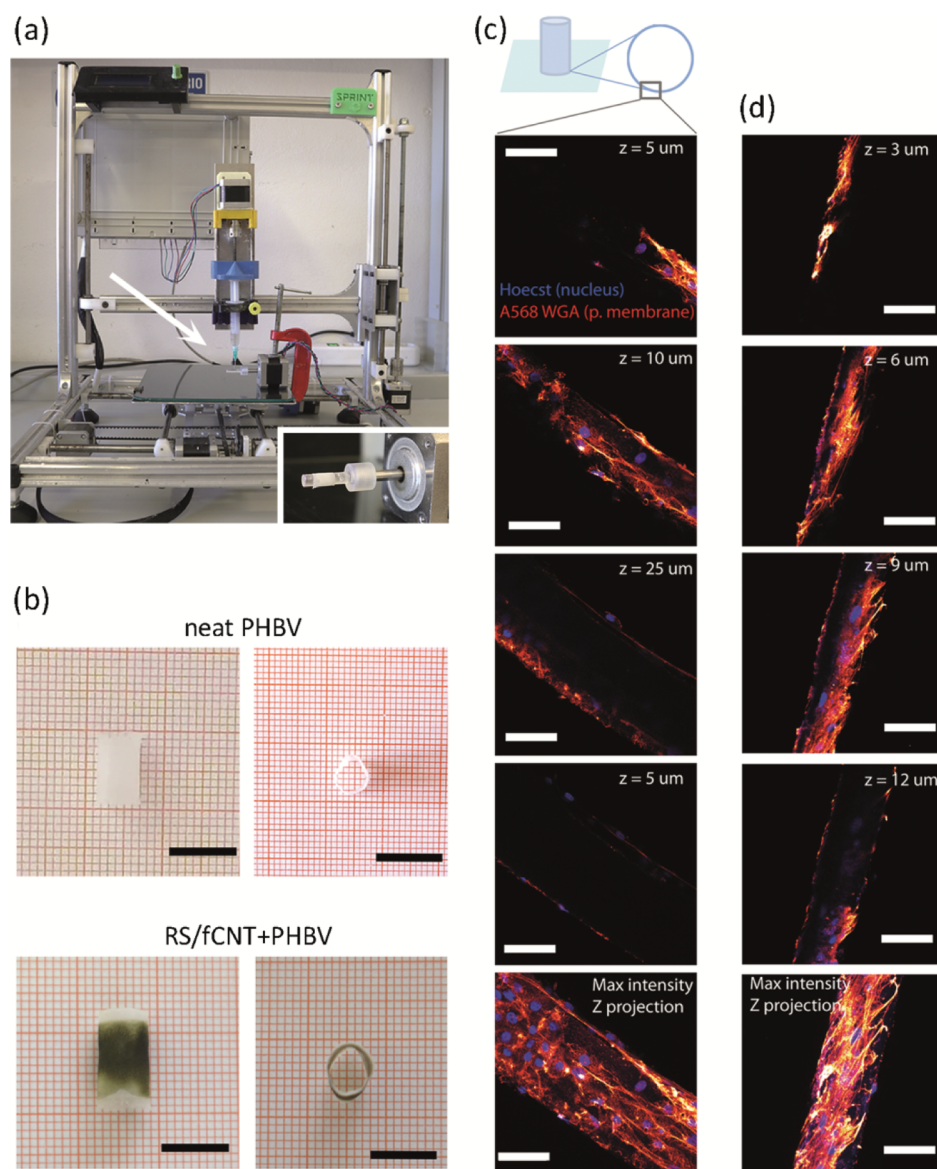 (a)
SPRINT
RIO
(b)
neat PHBV
RS/fCNT+PHBV
(c)
z = 5 um
Hoecst (nucleus)
A568 WGA (p. membrane)
z = 10 um
z = 25 um
z = 5 um
Max intensity
Z projection
(d)
z = 3 um
z = 6 um
z = 9 um
z = 12 um
Max intensity
Z projection